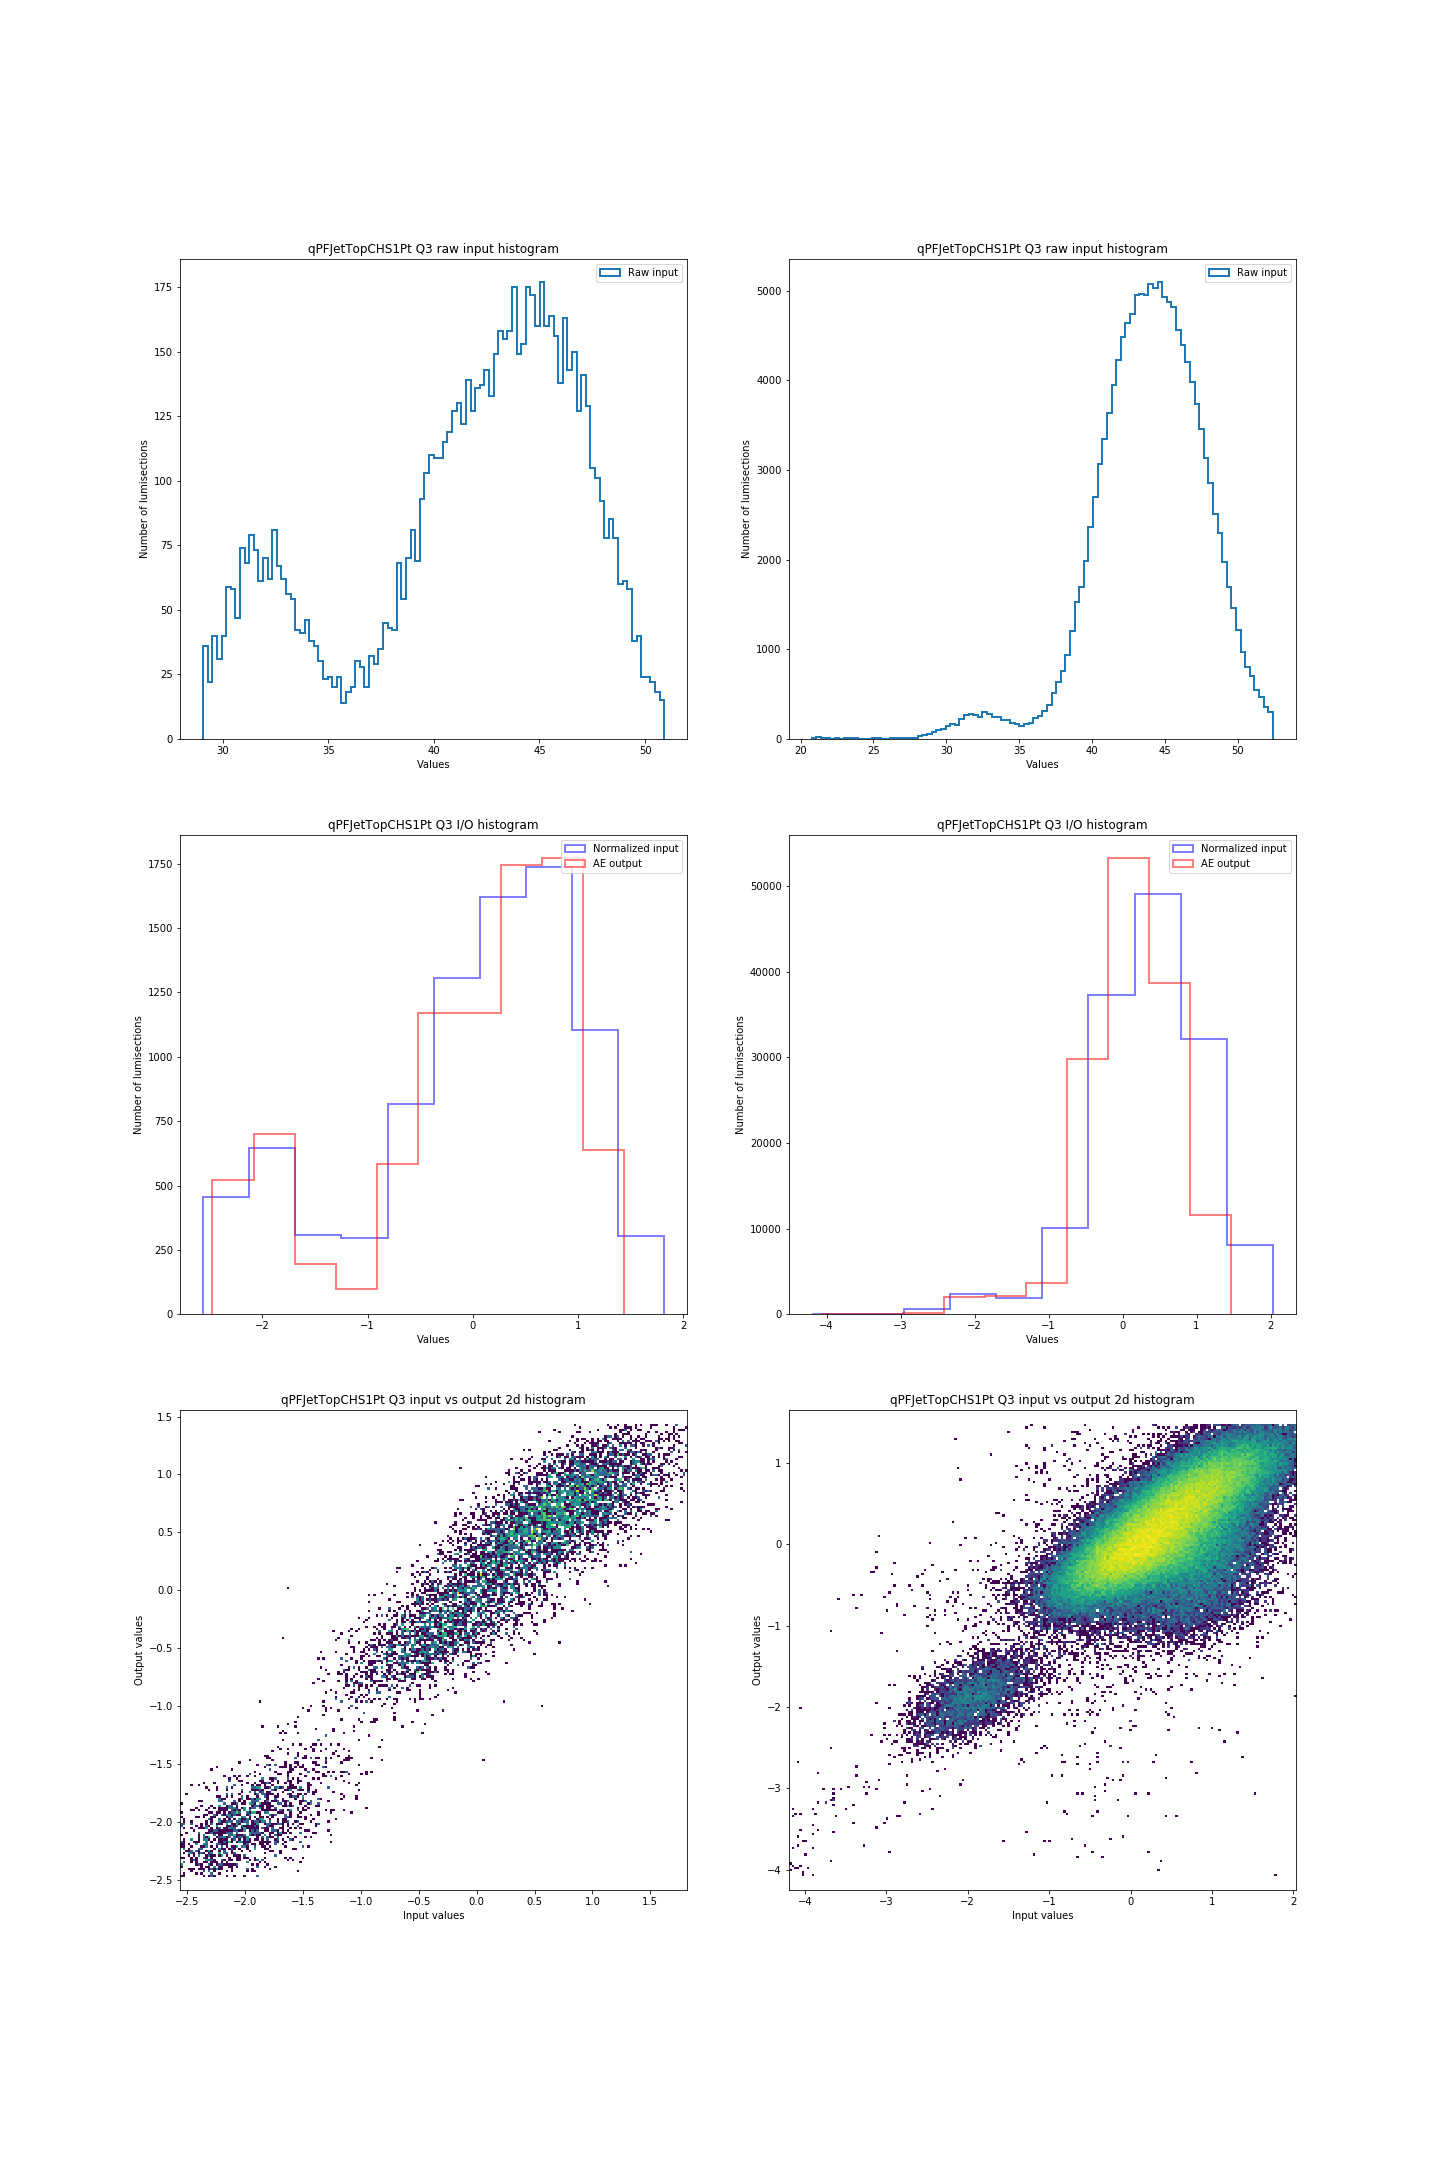 qPFJetTopCHS1Pt Q3 raw input histogram
Raw input
175
150
125
100
75
50
25
0
Number of lumisections
30 35 40 45 50
Values
qPFJetTopCHS1Pt Q3 raw input histogram
Raw input
5000
4000
3000
2000
1000
0
Number of lumisections
20 25 30 35 40 45 50
Values
qPFJetTopCHS1Pt Q3 I/O histogram
Normalized input
AE output
1750
1500
1250
1000
750
500
250
0
Number of lumisections
−2 −1 0 1 2
Values
qPFJetTopCHS1Pt Q3 I/O histogram
Normalized input
AE output
50000
40000
30000
20000
10000
0
Number of lumisections
−4 −3 −2 −1 0 1 2
Values
qPFJetTopCHS1Pt Q3 input vs output 2d histogram
1.5
1.0
0.5
0.0
−0.5
−1.0
−1.5
−2.0
−2.5
Output values
−2.5 −2.0 −1.5 −1.0 −0.5 0.0 0.5 1.0 1.5
Input values
qPFJetTopCHS1Pt Q3 input vs output 2d histogram
1
0
−1
−2
−3
−4
Output values
−4 −3 −2 −1 0 1 2
Input values